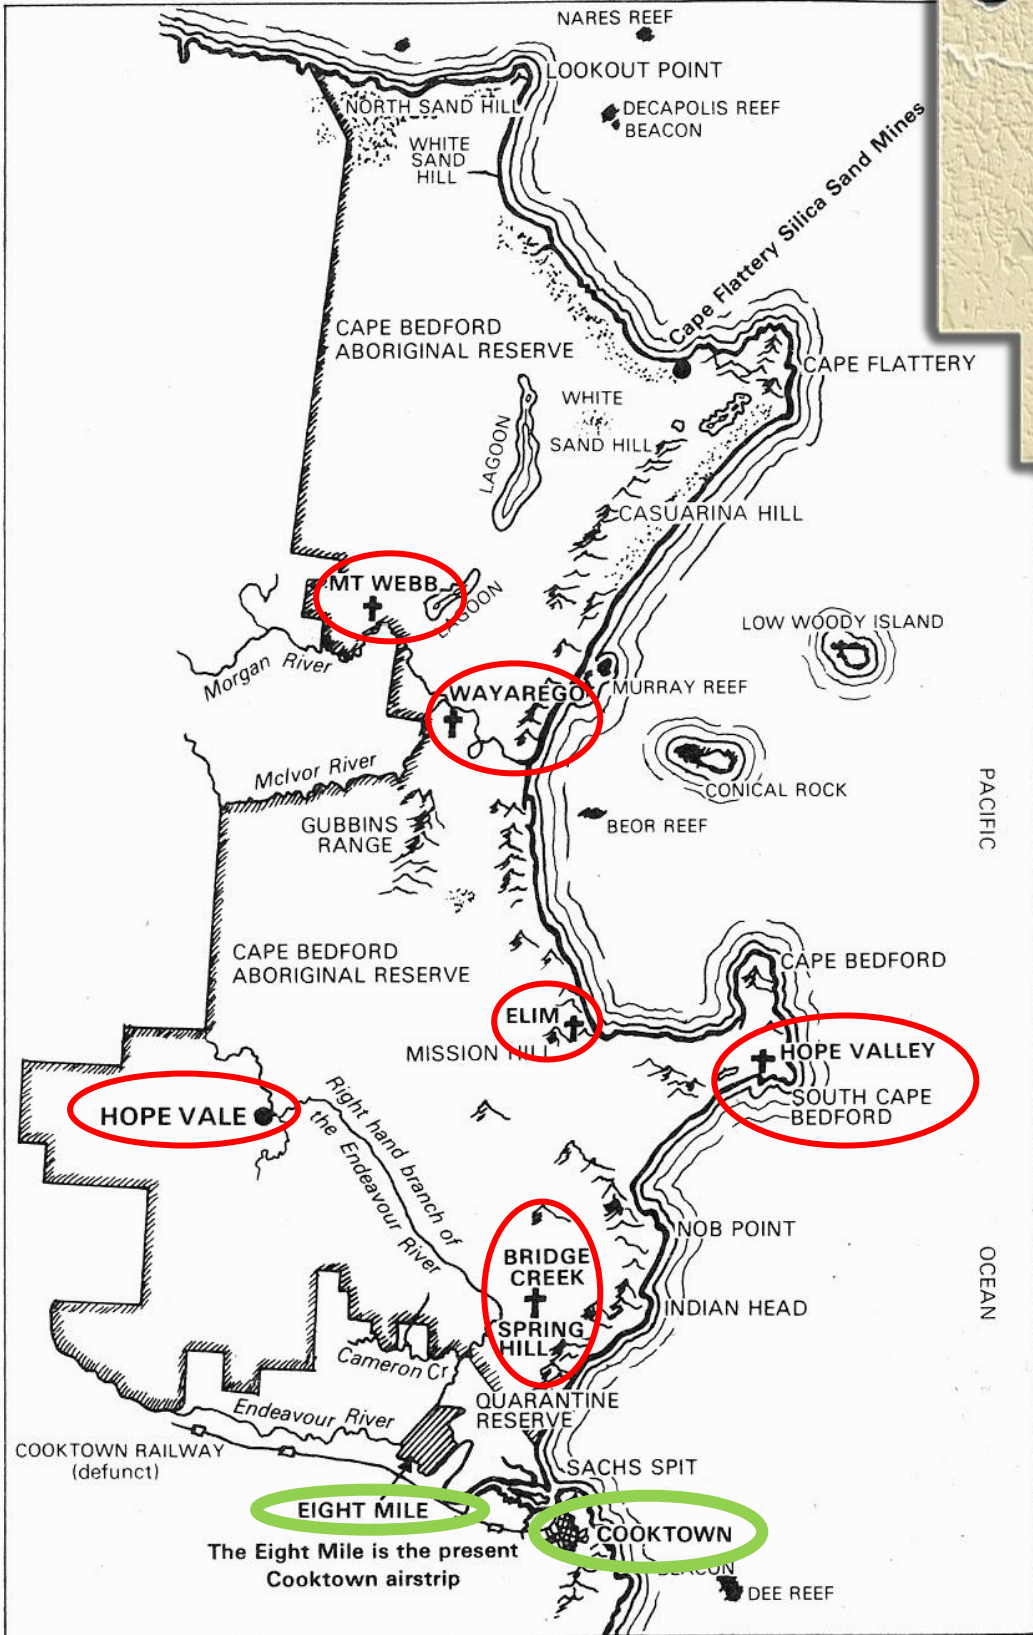 NARES REEF
LOOKOUT POINT
NORTH SAND HILL
DECAPOLIS REEF
BEACON
WHITE
SAND
HILL
Cape Flattery Silica Sand Mines
CAPE BEDFORD
ABORIGINAL RESERVE
CAPE FLATTERY
WHITE
SAND HILL
LAGOON
CASUARINA HILL
MT WEBB
LAGOON
LOW WOODY ISLAND
Morgan River
WAYAREGO
MURRAY REEF
McIvor River
CONICAL ROCK
PACIFIC
GUBBINS
RANGE
BEOR REEF
CAPE BEDFORD
ABORIGINAL RESERVE
CAPE BEDFORD
ELIM
MISSION HILL
HOPE VALLEY
SOUTH CAPE
BEDFORD
HOPE VALE
Right hand branch of
the Endeavour River
NOB POINT
OCEAN
BRIDGE
CREEK
SPRING
HILL
INDIAN HEAD
Cameron Cr
QUARANTINE
RESERVE
Endeavour River
COOKTOWN RAILWAY
(defunct)
SACHS SPIT
EIGHT MILE
COOKTOWN
The Eight Mile is the present
Cooktown airstrip
BEACON
DEE REEF